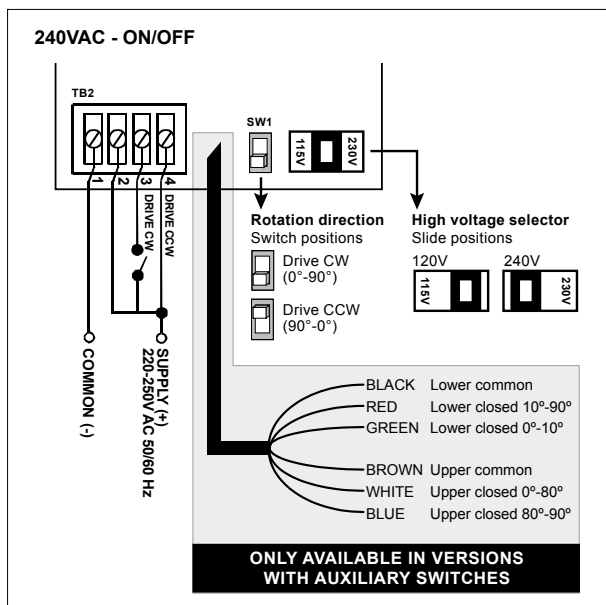 240VAC - ON/OFF
TB2
1
2
3
4
DRIVE CW
DRIVE CCW
COMMON (-)
SUPPLY (+)
220-250V AC 50/60 Hz
SW1
115V
230V
Rotation direction
Switch positions
Drive CW
(0°-90°)
Drive CCW
(90°-0°)
High voltage selector
Slide positions
120V
240V
115V
230V
BLACK Lower common
RED Lower closed 10º-90º
GREEN Lower closed 0º-10º
BROWN Upper common
WHITE Upper closed 0º-80º
BLUE Upper closed 80º-90º
ONLY AVAILABLE IN VERSIONS
WITH AUXILIARY SWITCHES